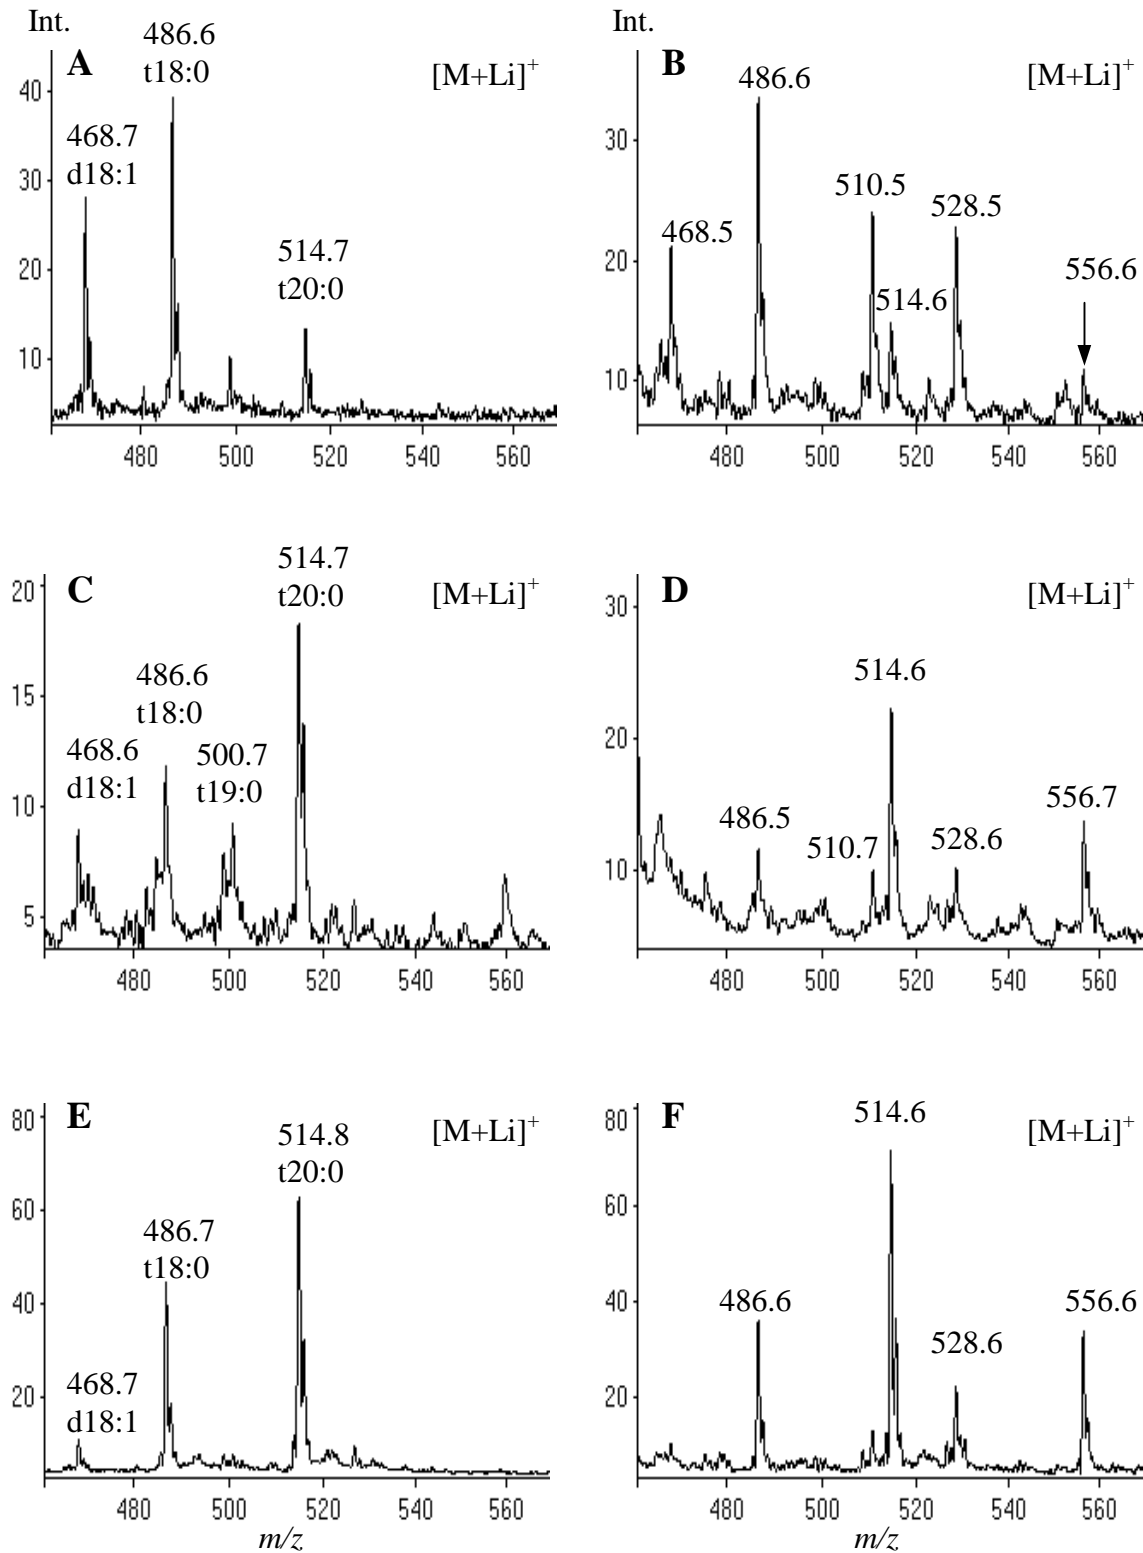 Int.
A
486.6
t18:0
[M+Li]+
468.7
d18:1
514.7
t20:0
40
30
20
10
480 500 520 540 560
Int.
B
486.6
[M+Li]+
510.5
528.5
468.5
514.6
556.6
30
20
10
480 500 520 540 560
C
514.7
t20:0
[M+Li]+
486.6
t18:0
468.6
d18:1
500.7
t19:0
20
15
10
5
480 500 520 540 560
D
[M+Li]+
514.6
556.7
486.5
510.7
528.6
30
20
10
480 500 520 540 560
E
514.8
t20:0
[M+Li]+
486.7
t18:0
468.7
d18:1
80
60
40
20
480 500 520 540 560
m/z
F
514.6
[M+Li]+
486.6
528.6
556.6
80
60
40
20
480 500 520 540 560
m/z